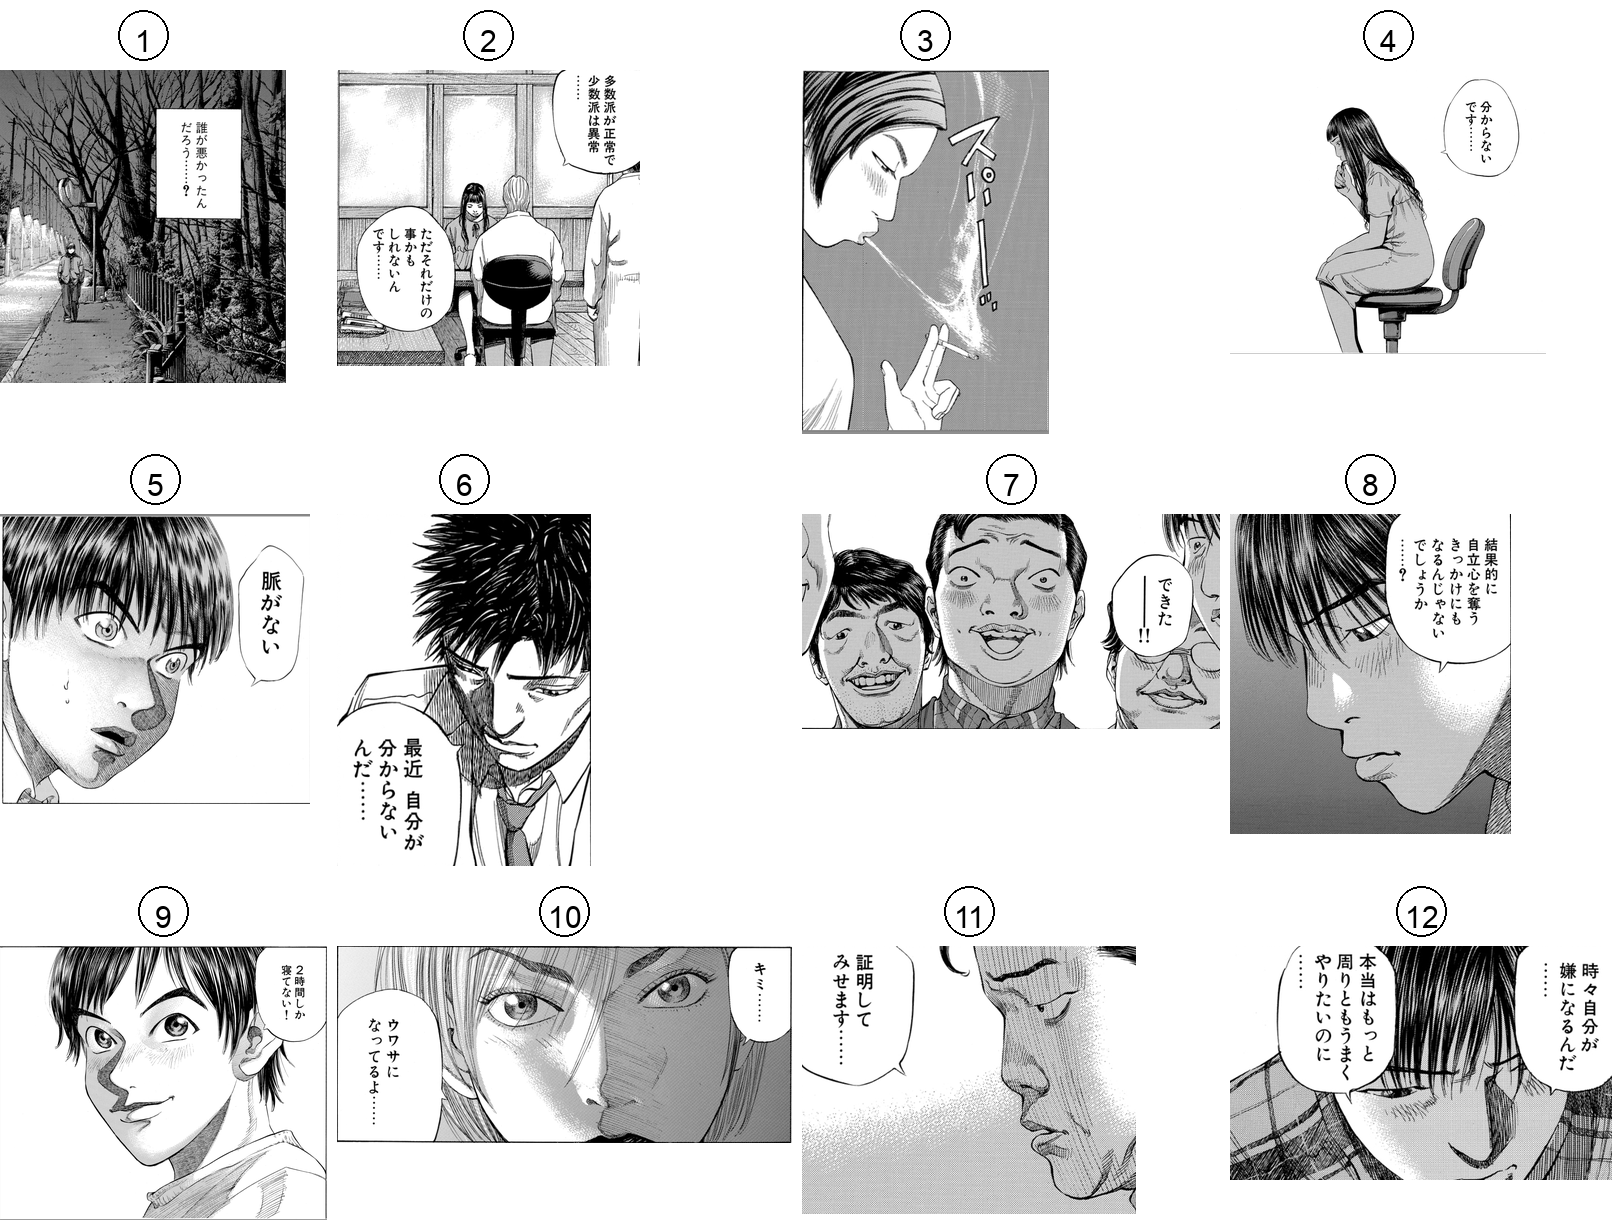 1
誰が悪かったん
だろう……?
2
多数派が正常で
少数派は異常
……
ただそれだけの
事かも
しれないん
です……
3
スパーーー
4
分からない
です……
5
脈がない
6
最近 自分が
分からない
んだ……
7
できた
――!!
8
結果的に
自立心を奪う
きっかけにも
なるんじゃない
でしょうか
……?
9
2時間しか
寝てない!
10
キミ……
ウワサに
なってるよ……
11
証明して
みせます……
12
時々自分が
嫌になるんだ
……
本当はもっと
周りともうまく
やりたいのに
……